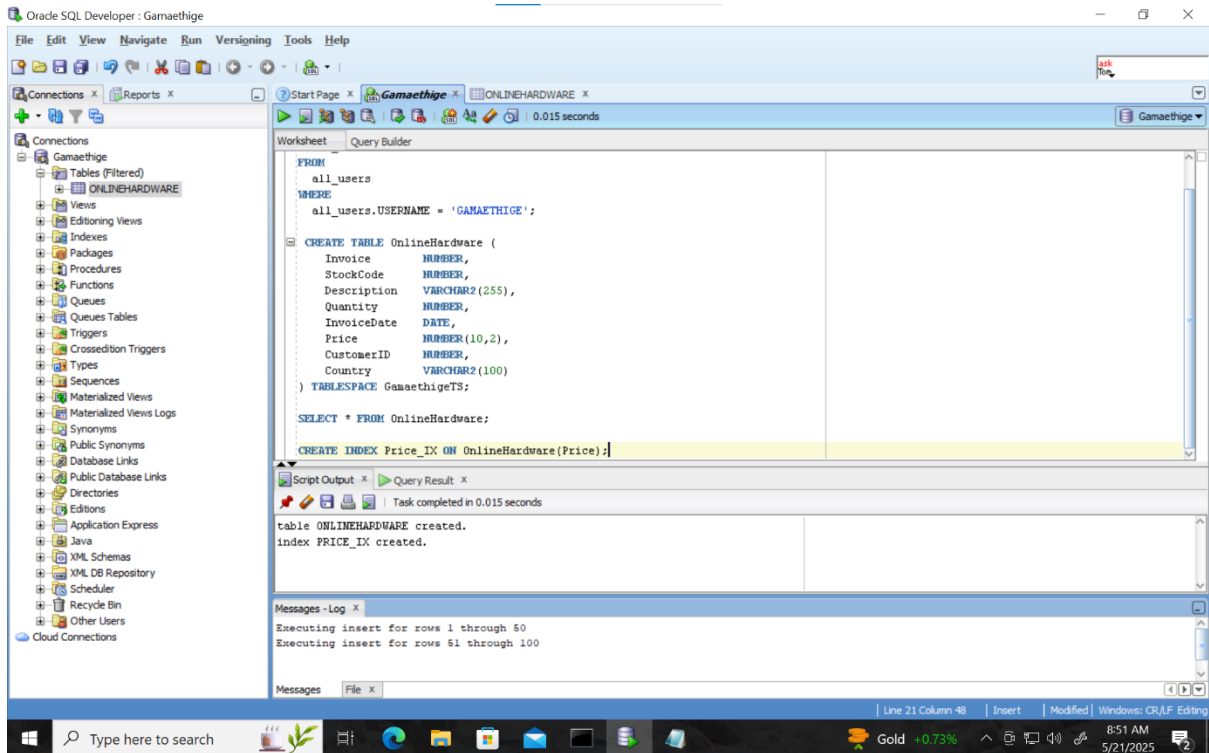 Oracle SQL Developer : Gamaethige
File Edit View Navigate Run Versioning Tools Help
ask
Tom
Connections x Reports x
Start Page x Gamaethige x ONLINEHARDWARE x
0.015 seconds
Gamaethige
Connections
Gamaethige
Tables (Filtered)
ONLINEHARDWARE
Views
Editioning Views
Indexes
Packages
Procedures
Functions
Queues
Queues Tables
Triggers
Crossedition Triggers
Types
Sequences
Materialized Views
Materialized Views Logs
Synonyms
Public Synonyms
Database Links
Public Database Links
Directories
Editions
Application Express
Java
XML Schemas
XML DB Repository
Scheduler
Recycle Bin
Other Users
Cloud Connections
Worksheet Query Builder
FROM
all_users
WHERE
all_users.USERNAME = 'GAMAETHIGE';
CREATE TABLE OnlineHardware (
Invoice NUMBER,
StockCode NUMBER,
Description VARCHAR2(255),
Quantity NUMBER,
InvoiceDate DATE,
Price NUMBER(10,2),
CustomerID NUMBER,
Country VARCHAR2(100)
) TABLESPACE GamaethigeTS;
SELECT * FROM OnlineHardware;
CREATE INDEX Price_IX ON OnlineHardware(Price);
Script Output x Query Result x
Task completed in 0.015 seconds
table ONLINEHARDWARE created.
index PRICE_IX created.
Messages - Log x
Executing insert for rows 1 through 50
Executing insert for rows 51 through 100
Messages File x
Line 21 Column 48 Insert Modified Windows: CR/LF Editing
Type here to search
Gold +0.73%
8:51 AM
5/21/2025